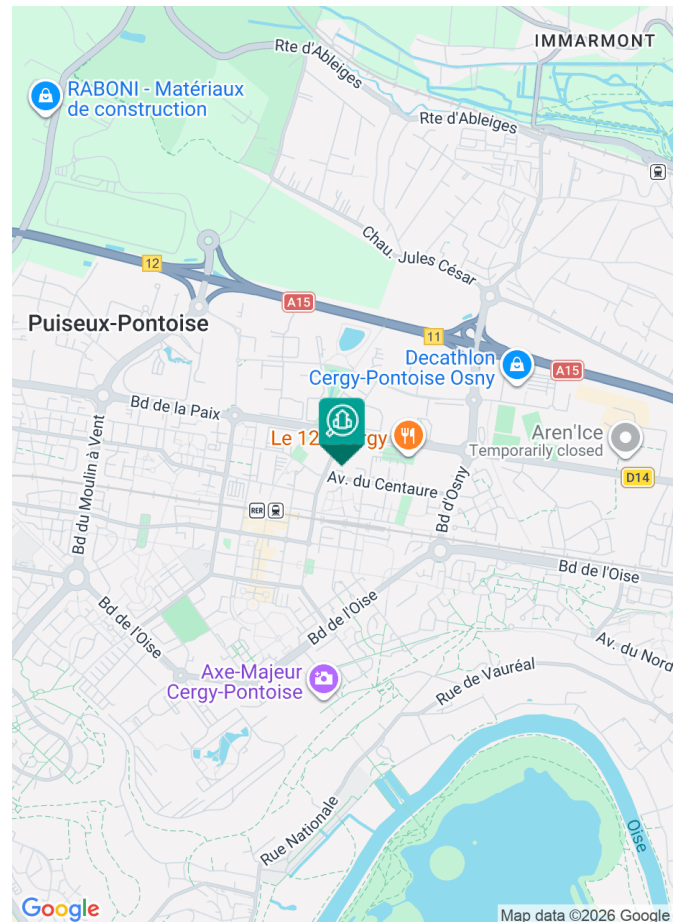 IMMARMONT
Rte d'Ableiges
RABONI - Matériaux
de construction
Rte d'Ableiges
Chau. Jules César
12
A15
Puiseux-Pontoise
11
Decathlon
Cergy-Pontoise Osny
A15
Bd de la Paix
Le 12
gy
Aren'Ice
Temporarily closed
Av. du Centaure
D14
Bd du Moulin à Vent
Bd d'Osny
RER
Bd de l'Oise
Bd de l'Oise
Bd de l'Oise
Av. du Nord
Axe-Majeur
Cergy-Pontoise
Rue de Vauréal
Rue Nationale
Oise
Google
Map data ©2026 Google